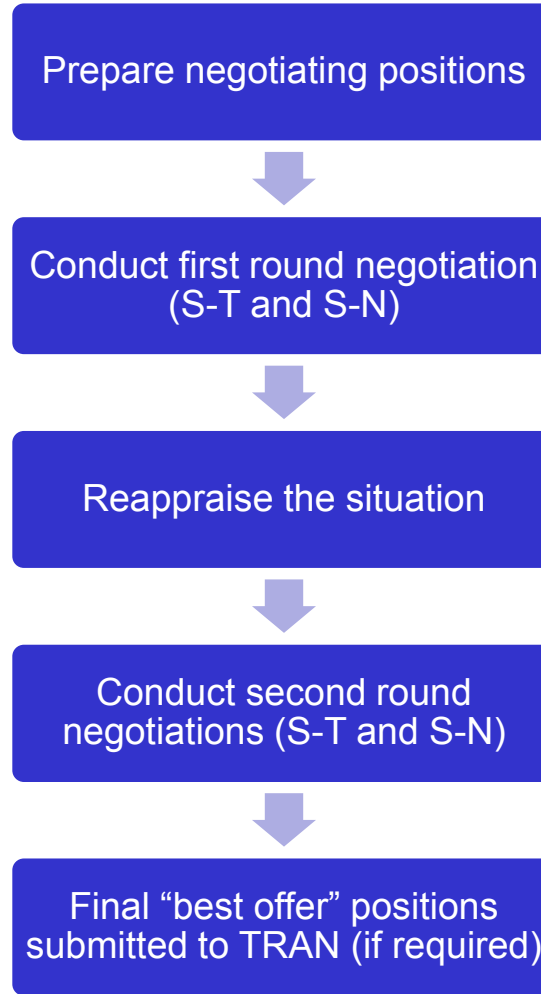 Prepare negotiating positions
Conduct first round negotiation
(S-T and S-N)
Reappraise the situation
Conduct second round
negotiations (S-T and S-N)
Final “best offer” positions
submitted to TRAN (if required)